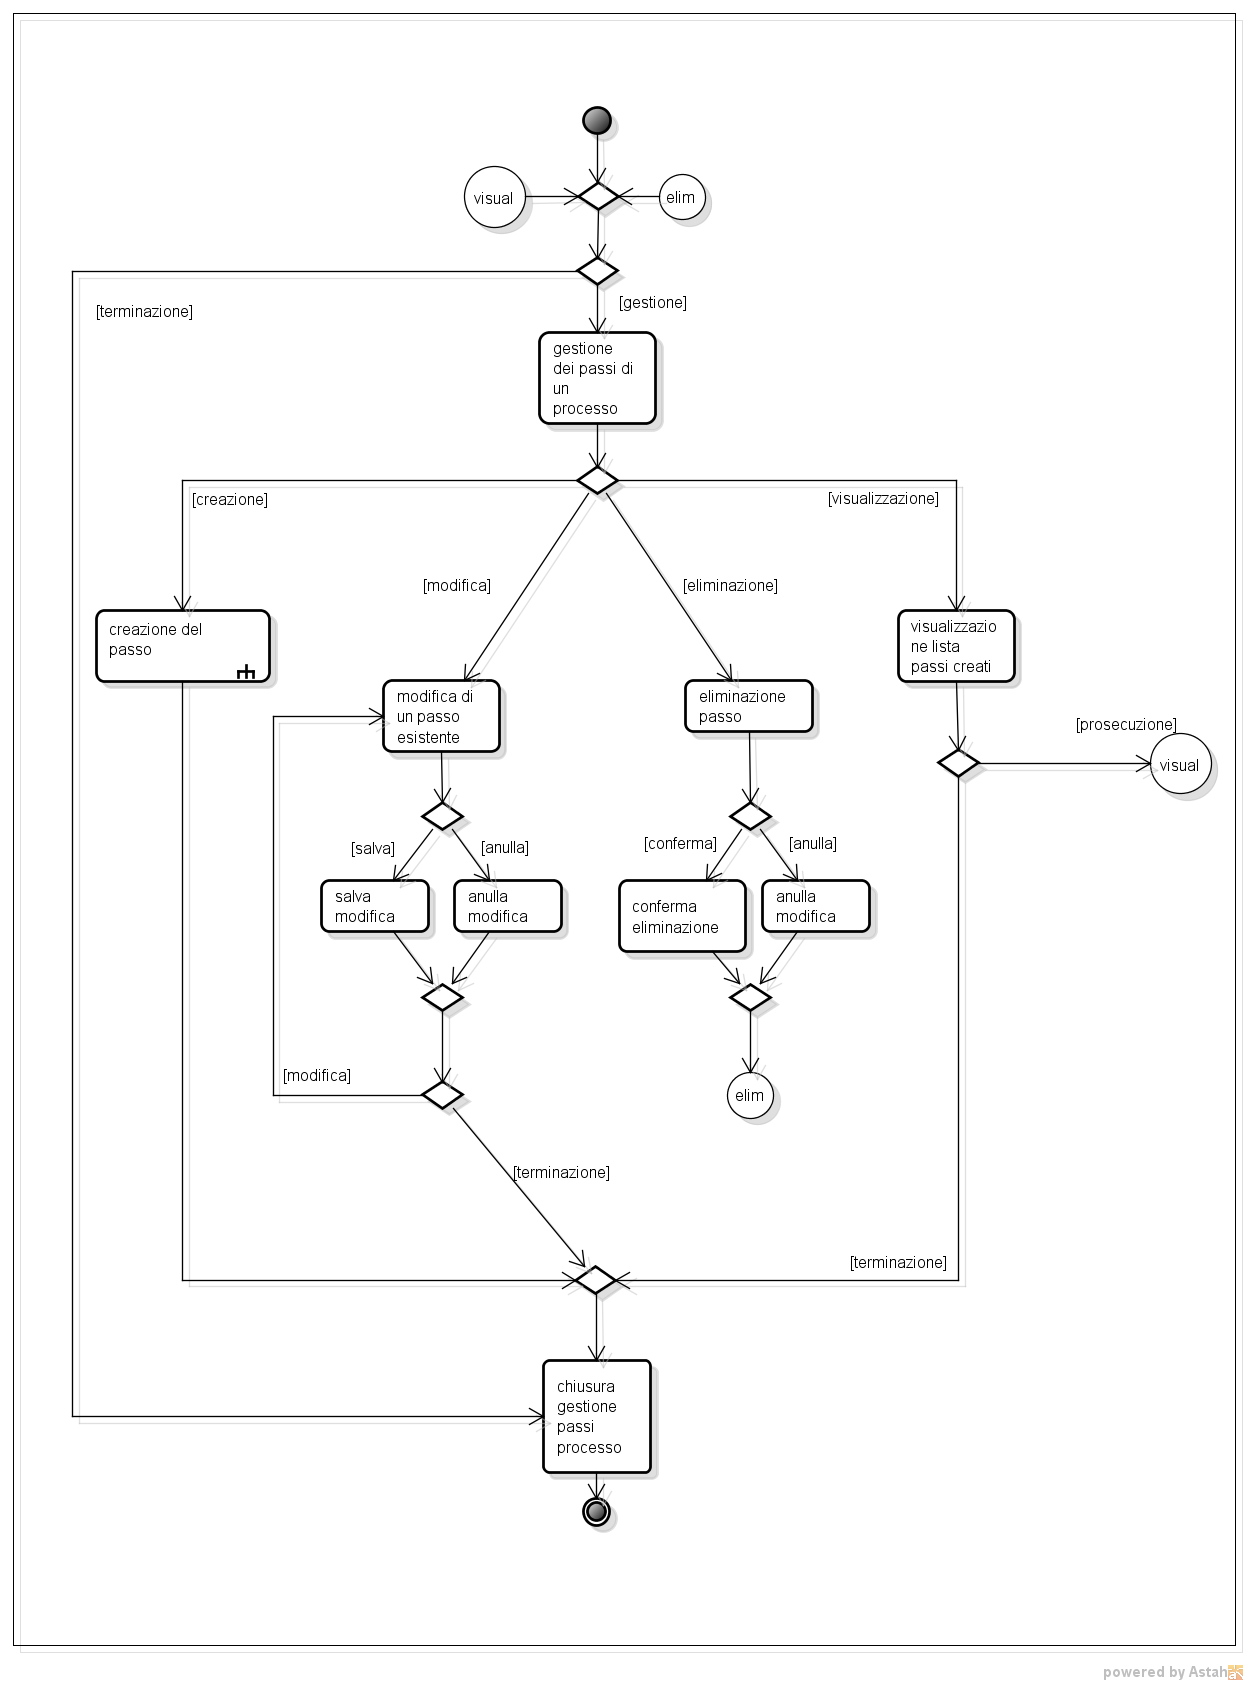 visual
elim
[terminazione]
[gestione]
gestione
dei passi di
un
processo
[creazione]
[visualizzazione]
[modifica]
[eliminazione]
creazione del
passo
visualizzazio
ne lista
passi creati
modifica di
un passo
esistente
eliminazione
passo
[prosecuzione]
visual
[salva]
[anulla]
[conferma]
[anulla]
salva
modifica
anulla
modifica
conferma
eliminazione
anulla
modifica
[modifica]
elim
[terminazione]
[terminazione]
chiusura
gestione
passi
processo
powered by Astah